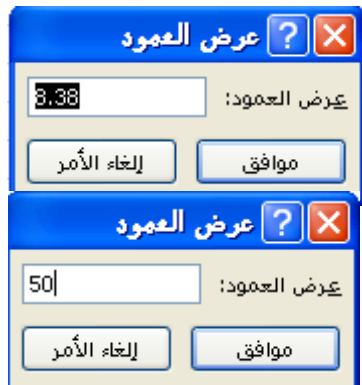 عرض العمود
عرض العمود: 8.38
موافق إلغاء الأمر
عرض العمود
عرض العمود: 50
موافق إلغاء الأمر